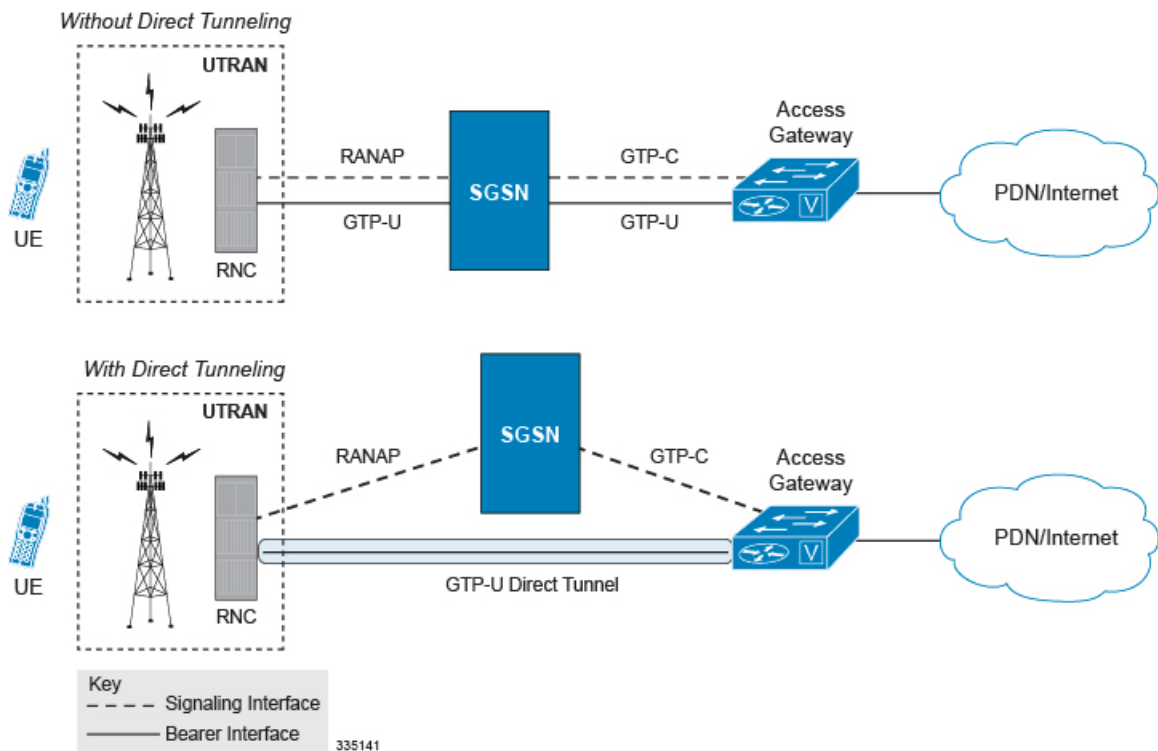 Without Direct Tunneling
UTRAN
UE
RNC
RANAP
GTP-U
SGSN
GTP-C
GTP-U
Access
Gateway
V
PDN/Internet
With Direct Tunneling
UTRAN
UE
RNC
RANAP
SGSN
GTP-C
GTP-U Direct Tunnel
Access
Gateway
V
PDN/Internet
Key
Signaling Interface
Bearer Interface
335141